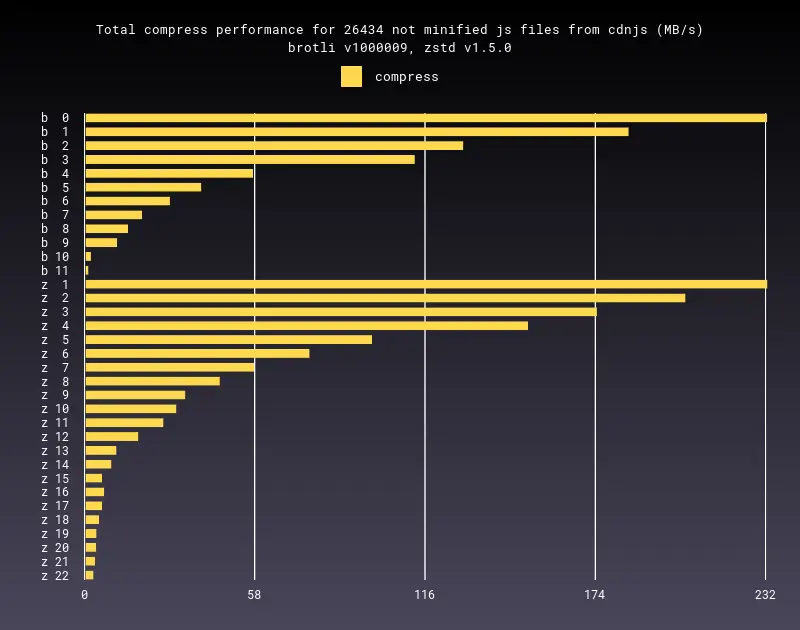 Total compress performance for 26434 not minified js files from cdnjs (MB/s)
brotli v1000009, zstd v1.5.0
compress
b 0
b 1
b 2
b 3
b 4
b 5
b 6
b 7
b 8
b 9
b 10
b 11
z 1
z 2
z 3
z 4
z 5
z 6
z 7
z 8
z 9
z 10
z 11
z 12
z 13
z 14
z 15
z 16
z 17
z 18
z 19
z 20
z 21
z 22
0 58 116 174 232